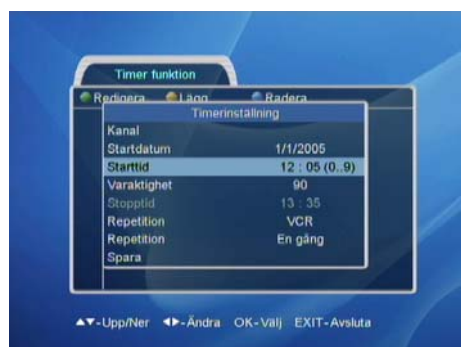 Timer funktion
Redigera Lägg Radera
Timerinställning
Kanal
Startdatum 1/1/2005
Starttid 12 : 05 (0..9)
Varaktighet 90
Stopptid 13 : 35
Repetition VCR
Repetition En gång
Spara
▲▼-Upp/Ner ◄►-Ändra OK-Välj EXIT-Avsluta